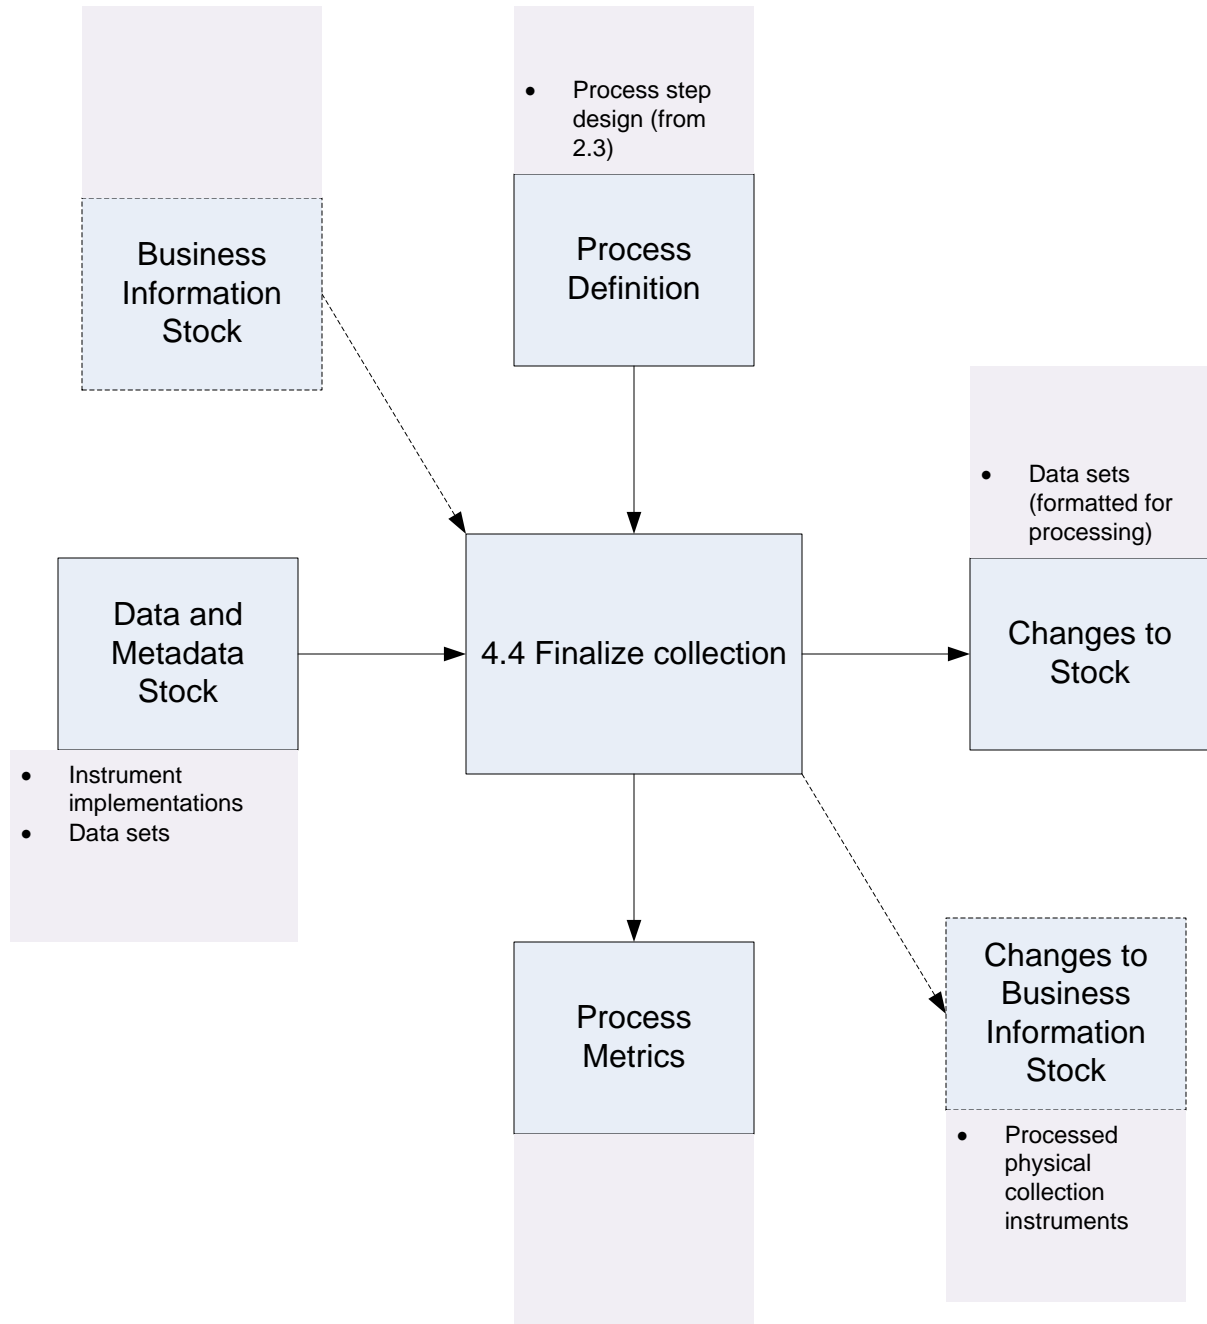 • Process step
design (from
2.3)
Business
Information
Stock
Process
Definition
• Data sets
(formatted for
processing)
Data and
Metadata
Stock
4.4 Finalize collection
Changes to
Stock
• Instrument
implementations
• Data sets
Process
Metrics
Changes to
Business
Information
Stock
• Processed
physical
collection
instruments